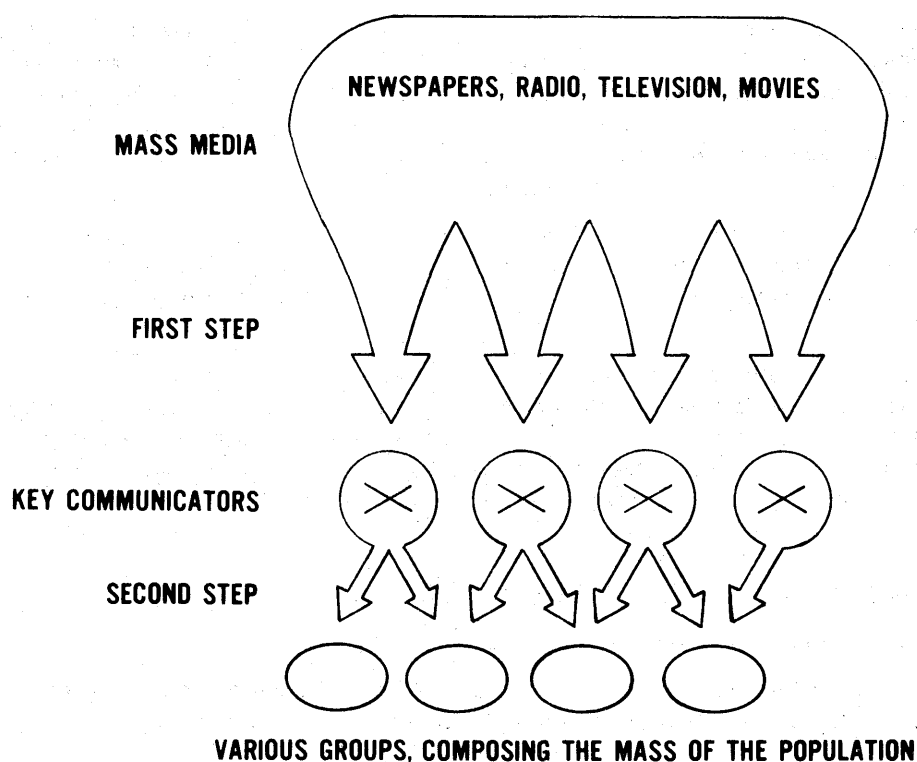 NEWSPAPERS, RADIO, TELEVISION, MOVIES
MASS MEDIA
FIRST STEP
KEY COMMUNICATORS
SECOND STEP
VARIOUS GROUPS, COMPOSING THE MASS OF THE POPULATION